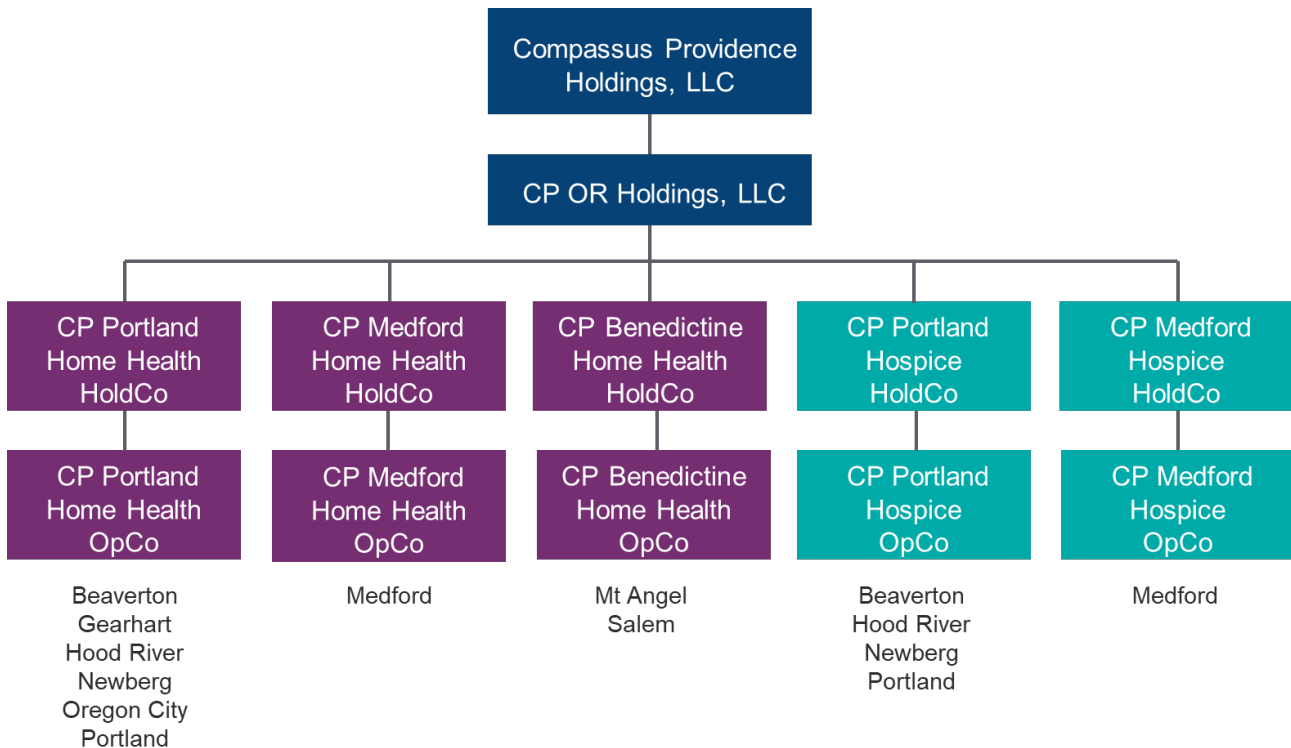 Compassus Providence
Holdings, LLC
CP OR Holdings, LLC
CP Portland
Home Health
HoldCo
CP Medford
Home Health
HoldCo
CP Benedictine
Home Health
HoldCo
CP Portland
Hospice
HoldCo
CP Medford
Hospice
HoldCo
CP Portland
Home Health
OpCo
CP Medford
Home Health
OpCo
CP Benedictine
Home Health
OpCo
CP Portland
Hospice
OpCo
CP Medford
Hospice
OpCo
Beaverton
Gearhart
Hood River
Newberg
Oregon City
Portland
Medford
Mt Angel
Salem
Beaverton
Hood River
Newberg
Portland
Medford